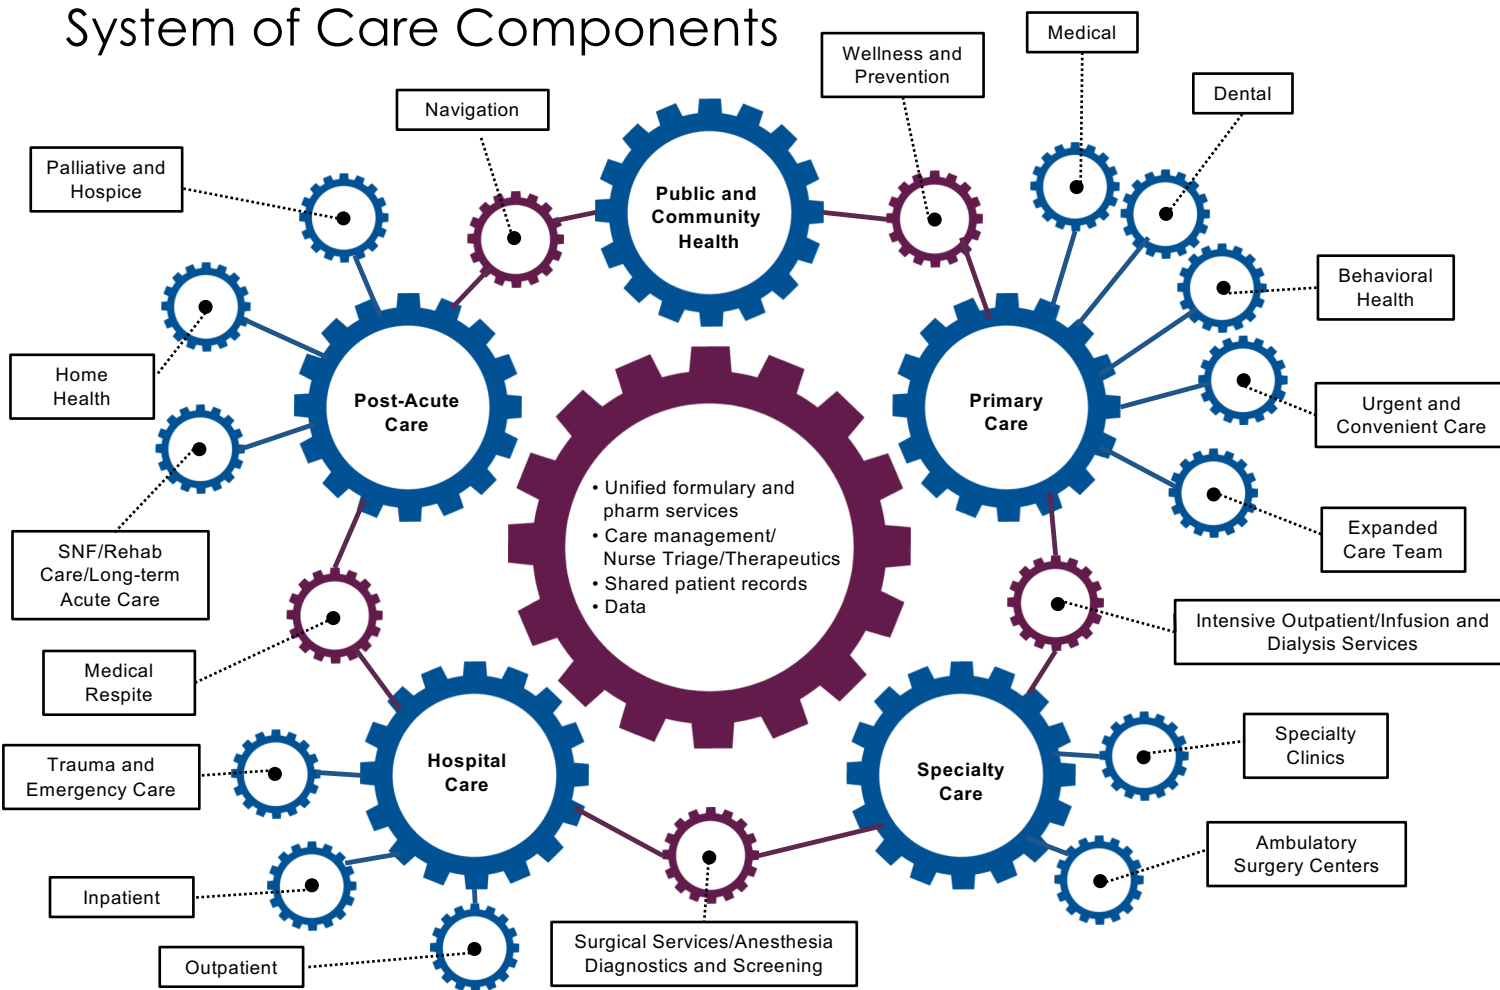 System of Care Components
Wellness and
Prevention
Medical
Dental
Navigation
Palliative and
Hospice
Public and
Community
Health
Behavioral
Health
Home
Health
Post-Acute
Care
Primary
Care
Urgent and
Convenient Care
• Unified formulary and
pharm services
• Care management/
Nurse Triage/Therapeutics
• Shared patient records
• Data
SNF/Rehab
Care/Long-term
Acute Care
Expanded
Care Team
Intensive Outpatient/Infusion and
Dialysis Services
Medical
Respite
Trauma and
Emergency Care
Hospital
Care
Specialty
Care
Specialty
Clinics
Ambulatory
Surgery Centers
Inpatient
Outpatient
Surgical Services/Anesthesia
Diagnostics and Screening